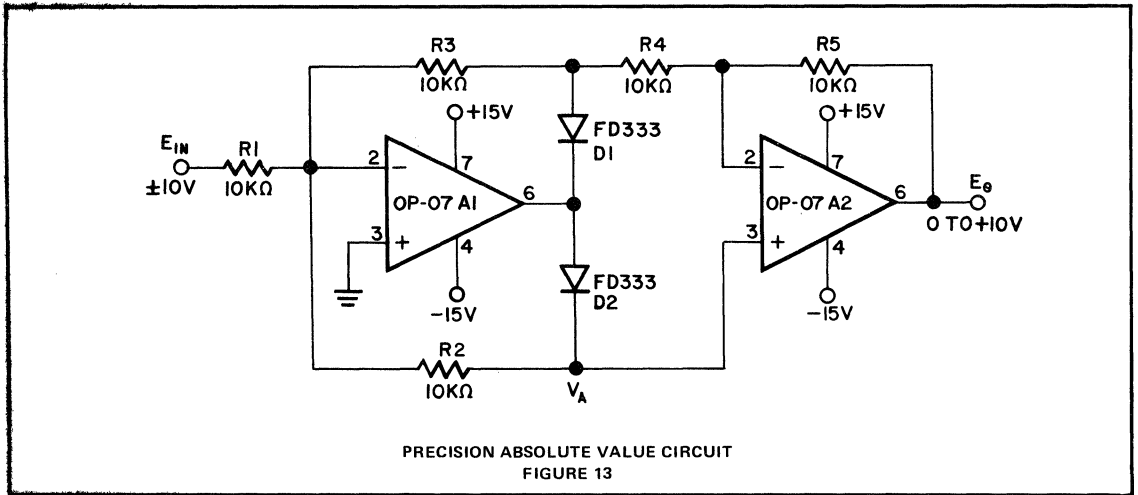 R3
10KΩ
R4
10KΩ
R5
10KΩ
+15V
+15V
FD333
D1
E_IN
±10V
R1
10KΩ
2
−
7
6
OP-07 A1
3
+
4
−15V
2
−
7
6
OP-07 A2
3
+
4
−15V
E_θ
0 TO +10V
FD333
D2
R2
10KΩ
V_A
PRECISION ABSOLUTE VALUE CIRCUIT
FIGURE 13